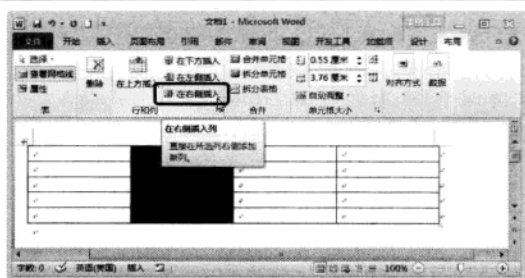 文档1 - Microsoft Word
文件 开始 插入 页面布局 引用 邮件 审阅 视图 开发工具 加载项 设计 布局
选择 在下方插入 合并单元格 0.55 厘米
查看网格线 删除 在上方插入 在左侧插入 拆分单元格 3.76 厘米 对齐方式 数据
属性 在右侧插入 拆分表格 自动调整
表 行和列 合并 单元格大小
在右侧插入列
直接在所选列右侧添加
新列。
字数: 0 英语(美国) 插入 100%